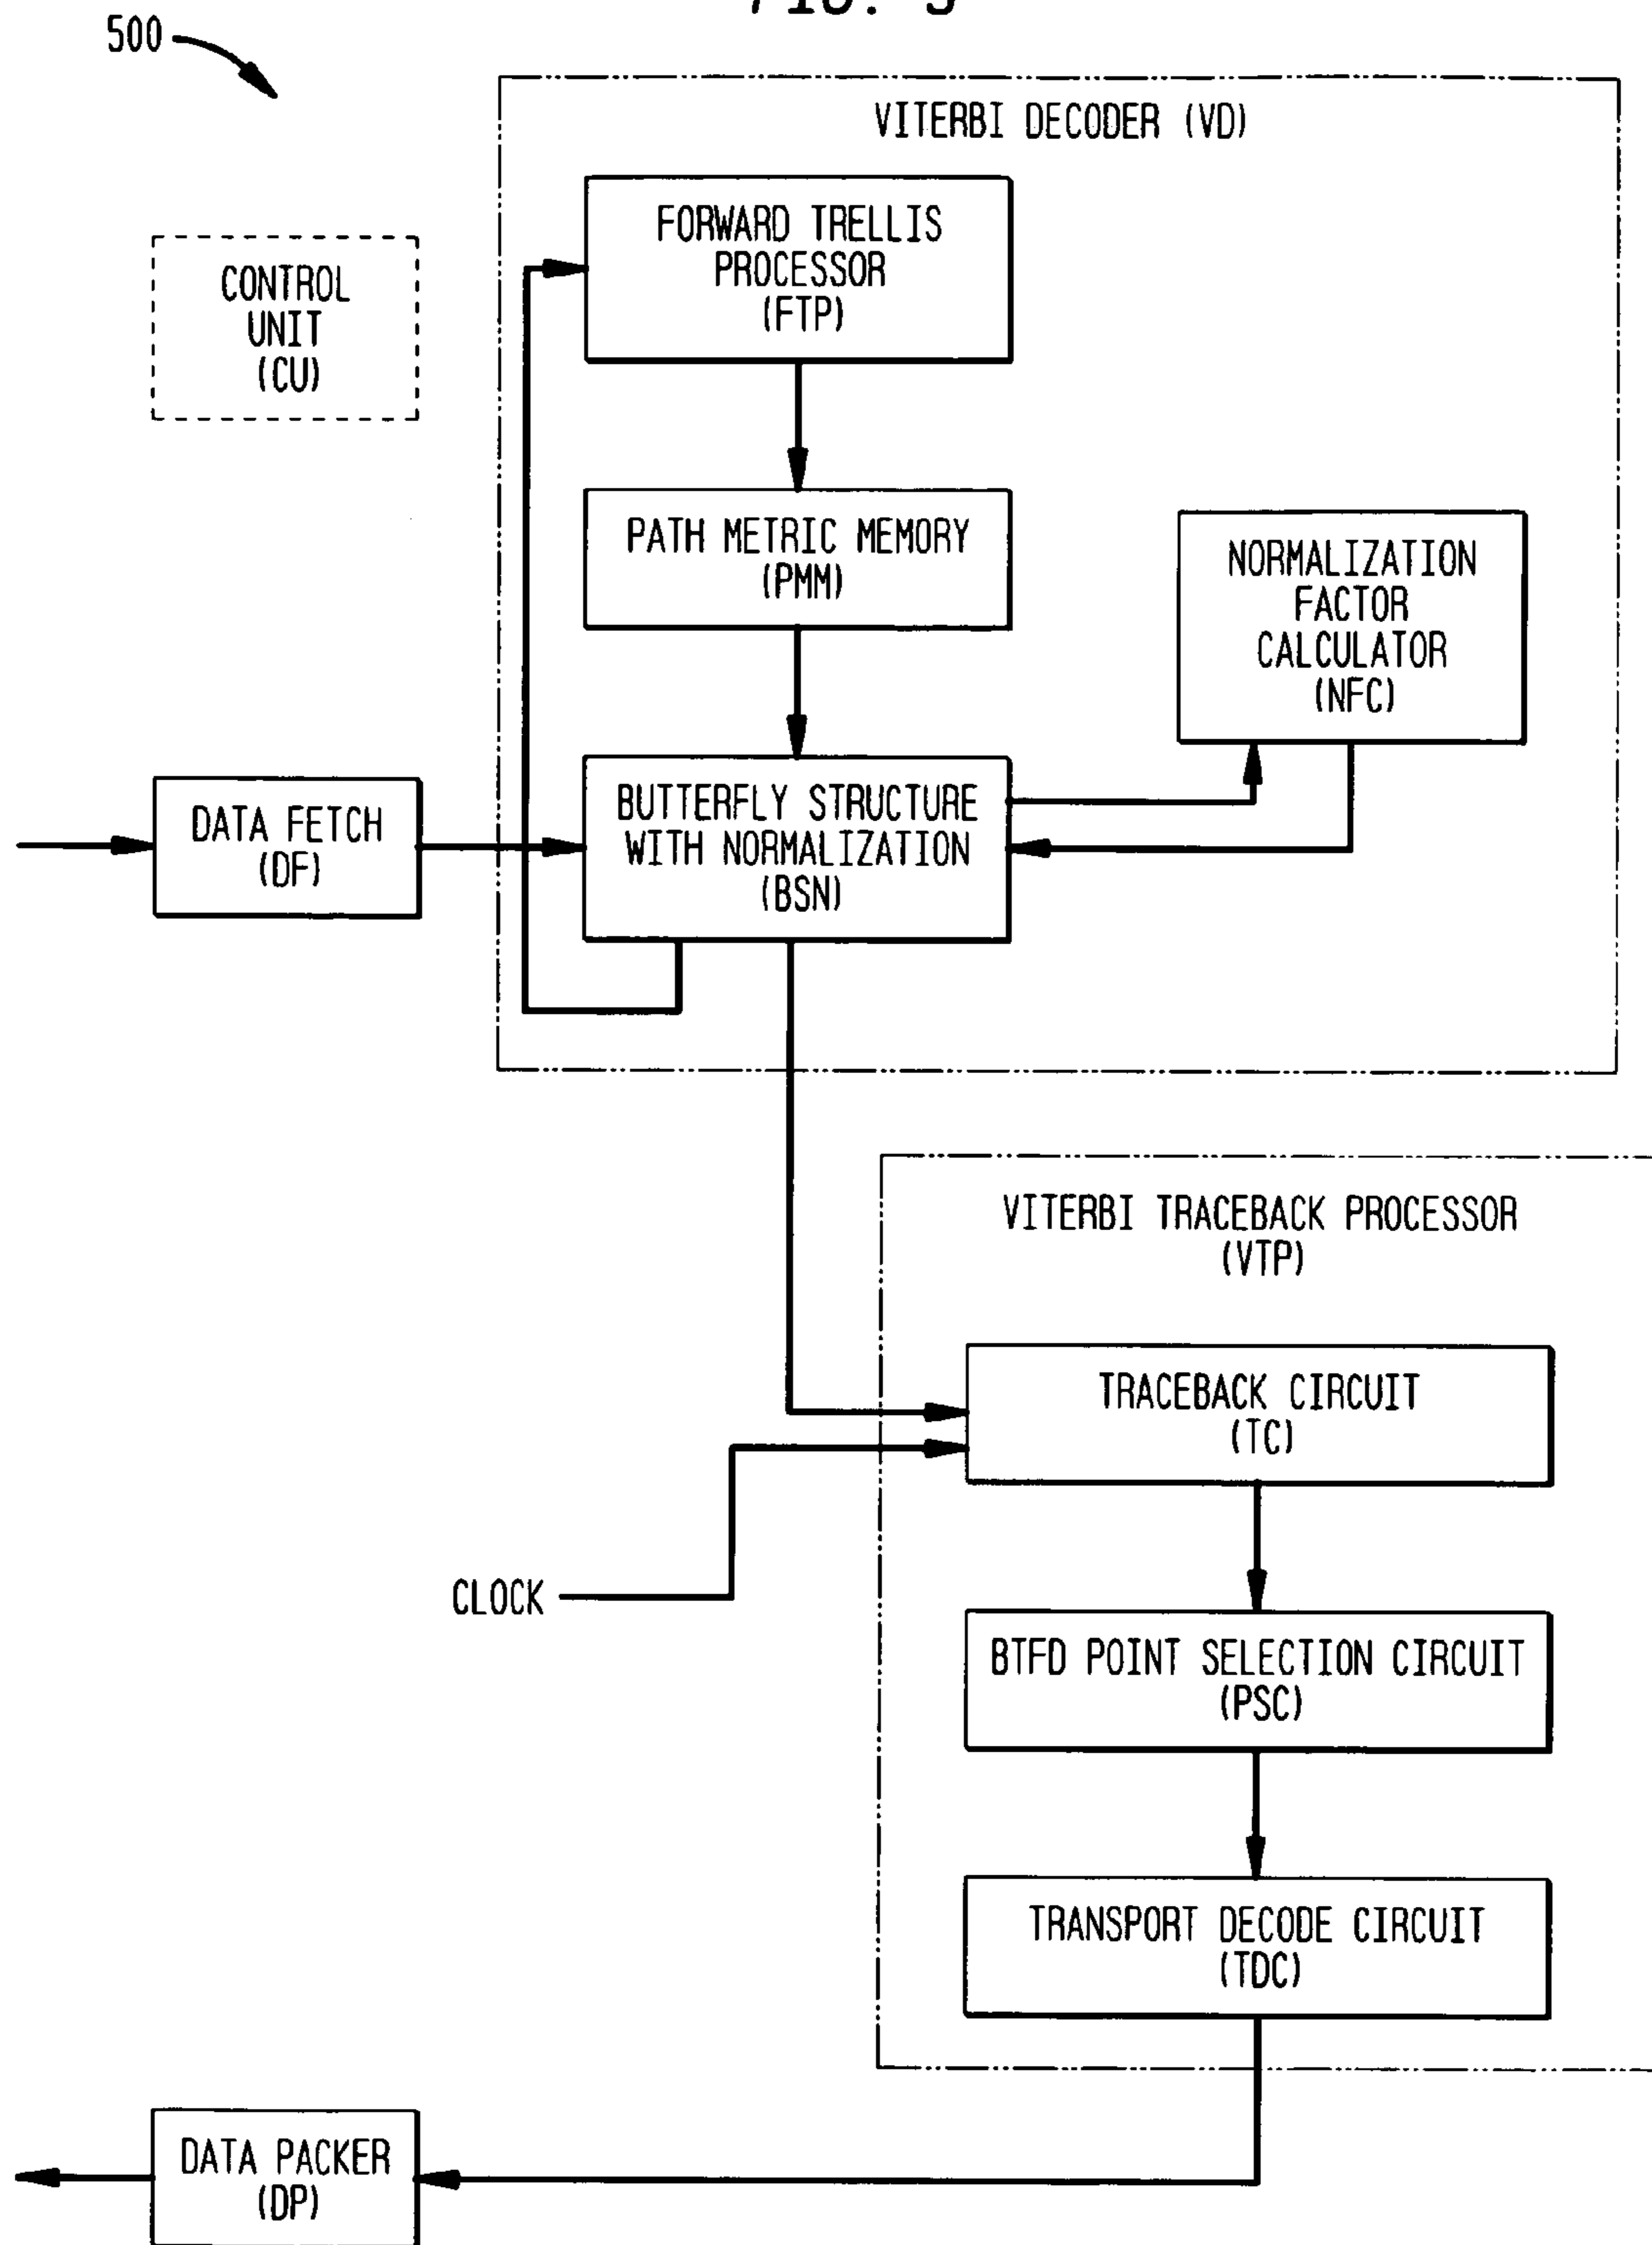 500
VITERBI DECODER (VD)
FORWARD TRELLIS
PROCESSOR
(FTP)
CONTROL
UNIT
(CU)
PATH METRIC MEMORY
(PMM)
NORMALIZATION
FACTOR
CALCULATOR
(NFC)
DATA FETCH
(DF)
BUTTERFLY STRUCTURE
WITH NORMALIZATION
(BSN)
VITERBI TRACEBACK PROCESSOR
(VTP)
TRACEBACK CIRCUIT
(TC)
CLOCK
BTFD POINT SELECTION CIRCUIT
(PSC)
TRANSPORT DECODE CIRCUIT
(TDC)
DATA PACKER
(DP)